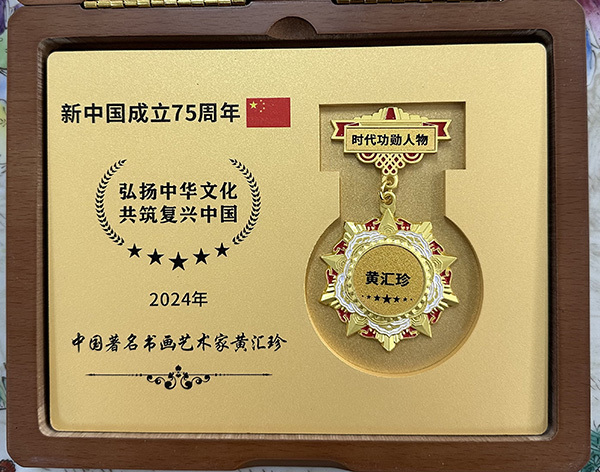 新中国成立75周年
弘扬中华文化
共筑复兴中国
2024年
中国著名书画艺术家黄汇珍
时代功勋人物
黄汇珍